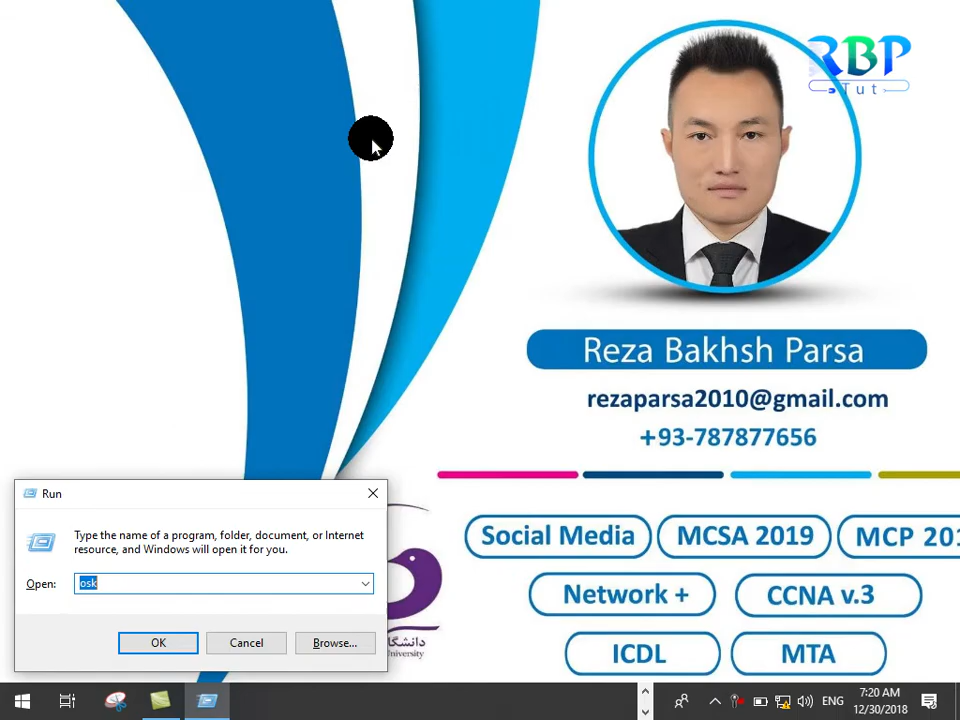 RBP
Tut
Reza Bakhsh Parsa
rezaparsa2010@gmail.com
+93-787877656
Social Media
MCSA 2019
Network +
CCNA v.3
ICDL
MTA
Run
Type the name of a program, folder, document, or Internet
resource, and Windows will open it for you.
Open:
osk
OK
Cancel
Browse...
ENG
7:20 AM
12/30/2018